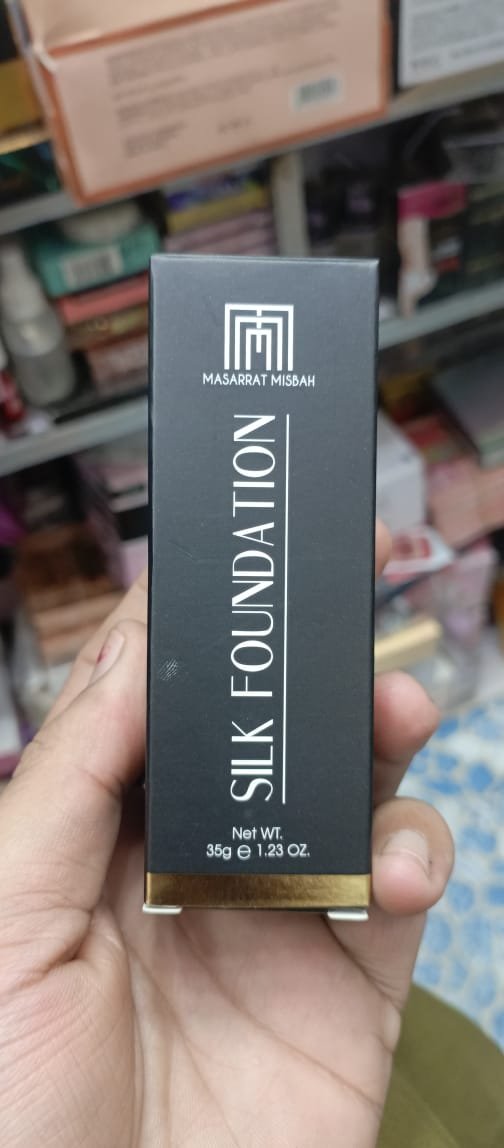 MASARRAT MISBAH
SILK FOUNDATION
Net WT.
35g ℮ 1.23 OZ.